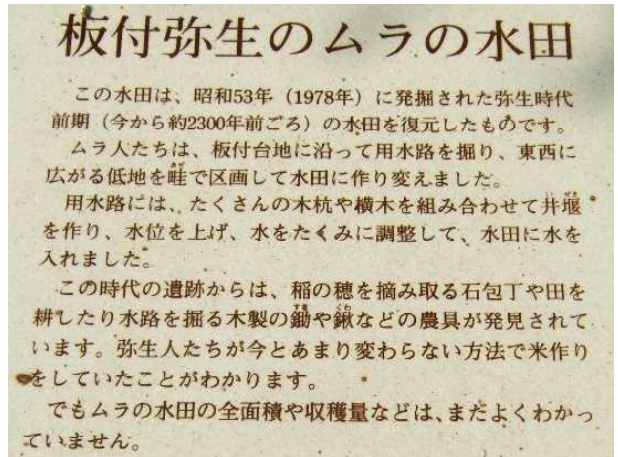 板付弥生のムラの水田
この水田は、昭和53年（1978年）に発掘された弥生時代
前期（今から約2300年前ごろ）の水田を復元したものです。
ムラ人たちは、板付台地に沿って用水路を掘り、東西に
広がる低地を畦で区画して水田に作り変えました。
用水路には、たくさんの木杭や横木を組み合わせて井堰
を作り、水位を上げ、水をたくみに調整して、水田に水を
入れました。
この時代の遺跡からは、稲の穂を摘み取る石包丁や田を
耕したり水路を掘る木製の鋤や鍬などの農具が発見されて
います。弥生人たちが今とあまり変わらない方法で米作り
をしていたことがわかります。
でもムラの水田の全面積や収穫量などは、まだよくわかっ
ていません。